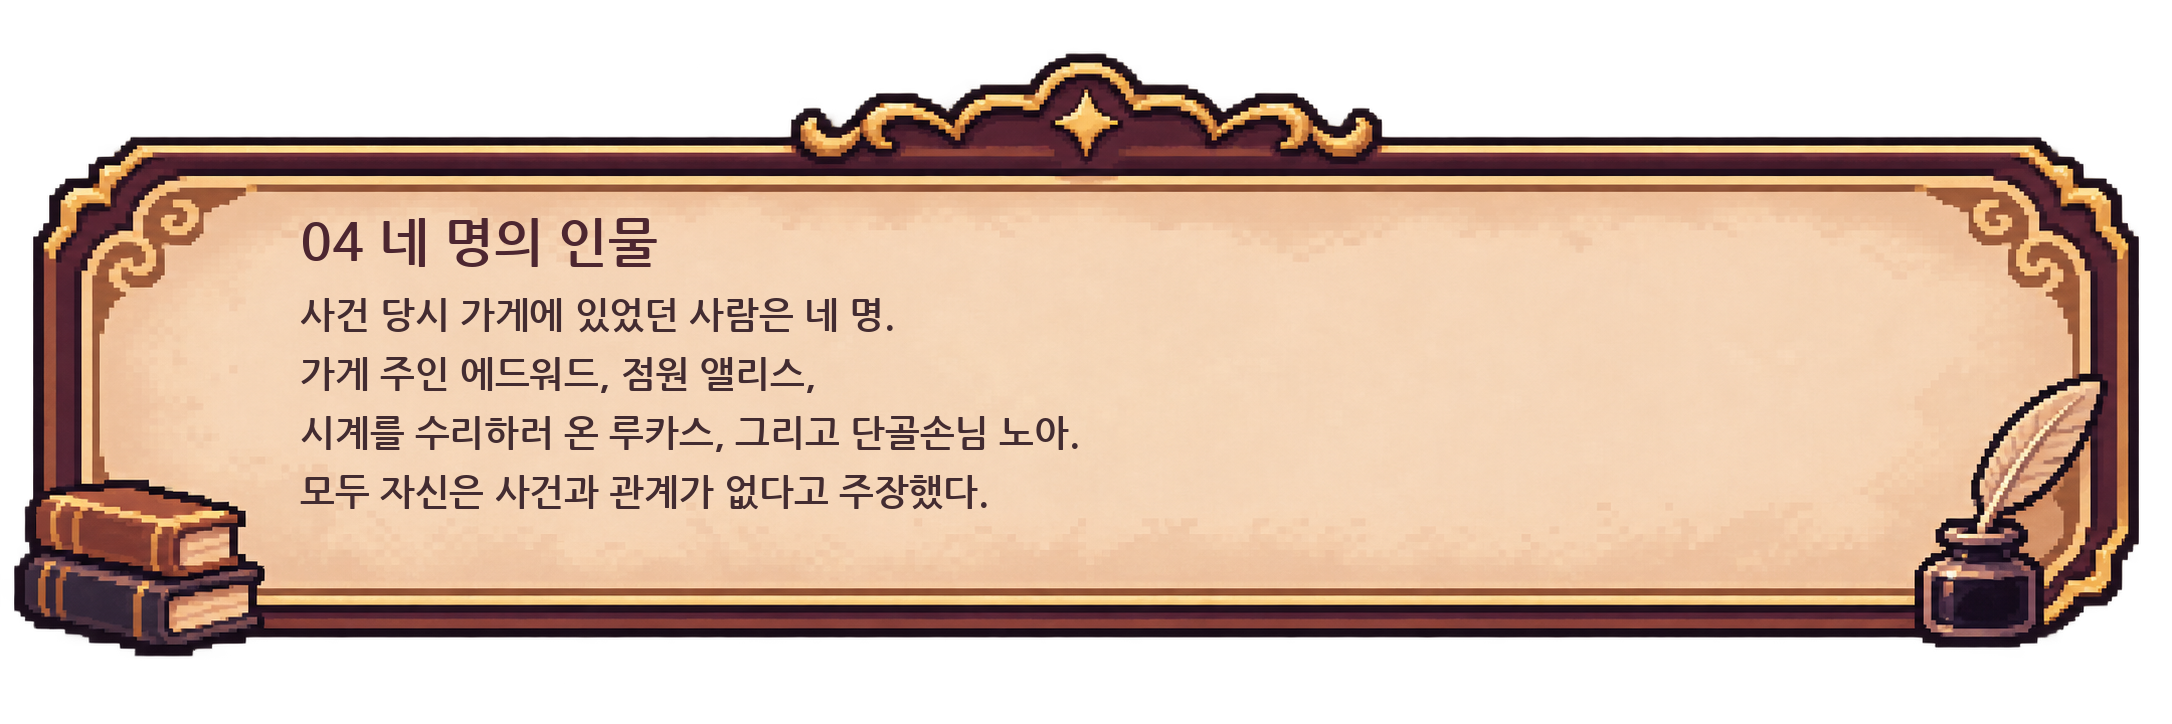 04 네 명의 인물
사건 당시 가게에 있었던 사람은 네 명.
가게 주인 에드워드, 점원 앨리스,
시계를 수리하러 온 루카스, 그리고 단골손님 노아.
모두 자신은 사건과 관계가 없다고 주장했다.